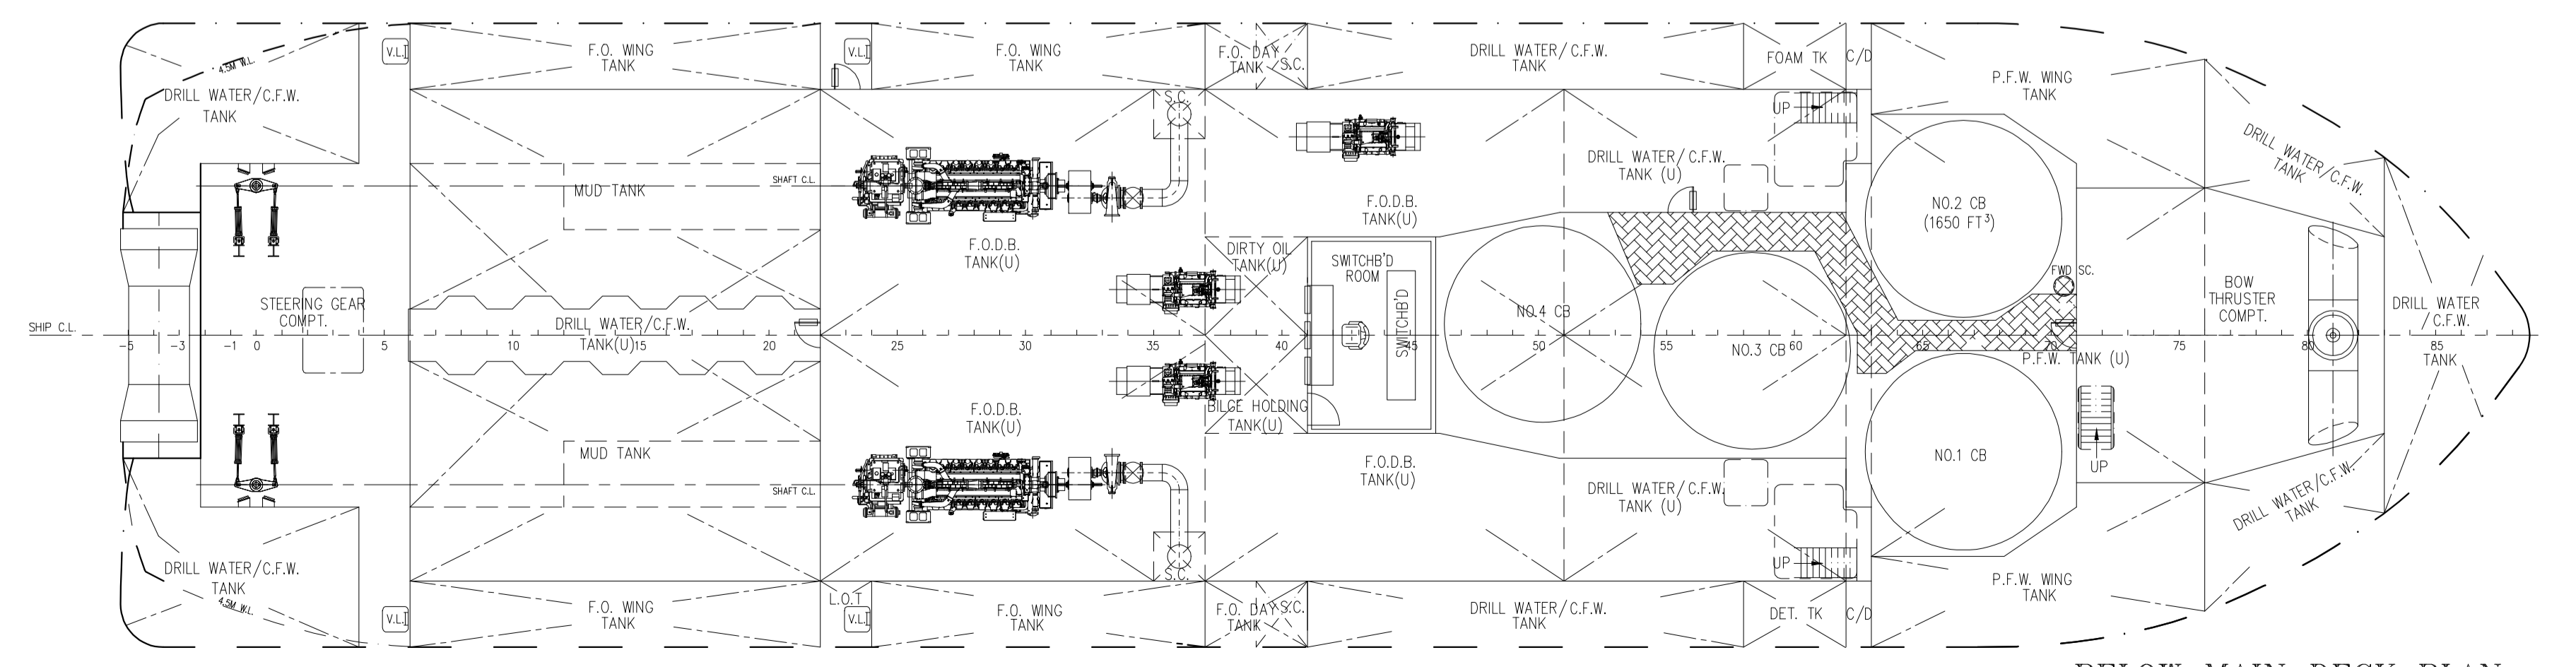 F.O. WING
TANK
F.O. WING
TANK
F.O. DAY
TANK
S.C.
DRILL WATER/C.F.W.
TANK
FOAM TK
C/D
P.F.W. WING
TANK
V.L.
V.L.
4.5M W.L.
DRILL WATER/C.F.W.
TANK
S.C.
UP
DRILL WATER/C.F.W.
TANK
DRILL WATER/C.F.W.
TANK (U)
MUD TANK
SHAFT C.L.
F.O.D.B.
TANK(U)
NO.2 CB
(1650 FT³)
F.O.D.B.
TANK(U)
DIRTY OIL
TANK(U)
SWITCHB'D
ROOM
FWD SC.
STEERING GEAR
COMPT.
BOW
THRUSTER
COMPT.
DRILL WATER
/C.F.W.
TANK
SWITCHB'D
NO.4 CB
DRILL WATER/C.F.W.
TANK(U)
SHIP C.L.
-5 -3 -1 0 5 10 15 20 25 30 35 40 45 50 55 60 65 70 75 80 85
NO.3 CB
P.F.W. TANK (U)
F.O.D.B.
TANK(U)
BILGE HOLDING
TANK(U)
MUD TANK
NO.1 CB
UP
F.O.D.B.
TANK(U)
SHAFT C.L.
DRILL WATER/C.F.W.
TANK (U)
DRILL WATER/C.F.W.
TANK
UP
S.C.
DRILL WATER/C.F.W.
TANK
4.5M W.L.
P.F.W. WING
TANK
L.O.T
V.L.
V.L.
F.O. WING
TANK
F.O. WING
TANK
F.O. DAY
TANK
S.C.
DRILL WATER/C.F.W.
TANK
DET. TK
C/D
BELOW MAIN DECK PLAN